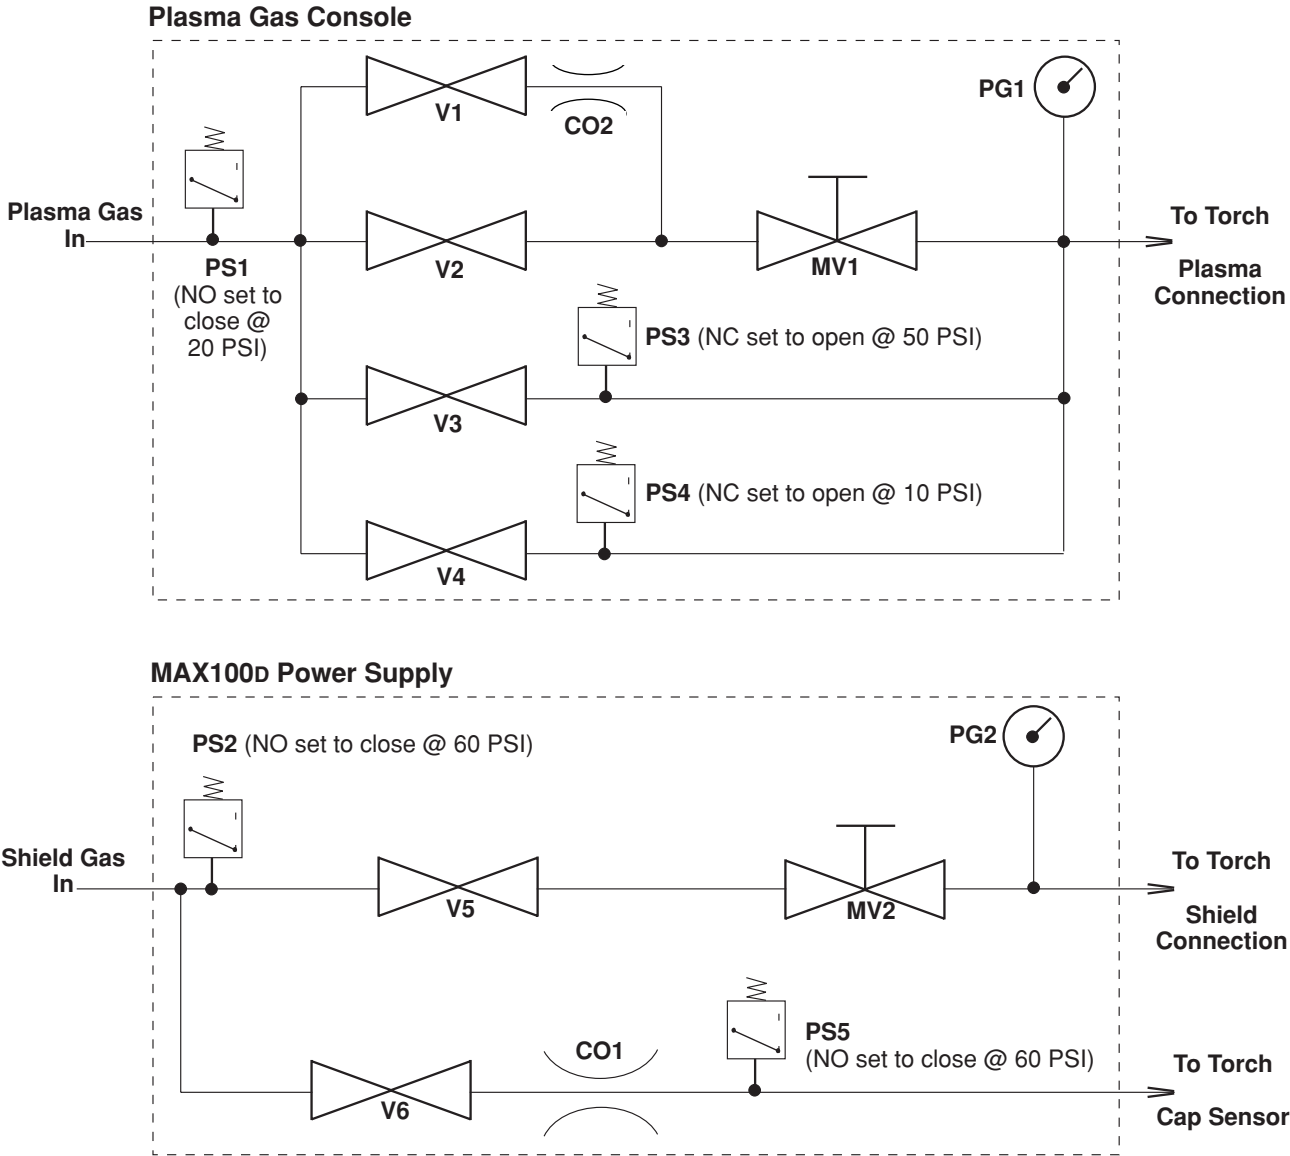 Plasma Gas Console
PG1
V1
CO2
Plasma Gas
In
To Torch
Plasma
Connection
PS1
(NO set to
close @
20 PSI)
V2
MV1
PS3 (NC set to open @ 50 PSI)
V3
PS4 (NC set to open @ 10 PSI)
V4
MAX100D Power Supply
PS2 (NO set to close @ 60 PSI)
PG2
Shield Gas
In
To Torch
Shield
Connection
V5
MV2
CO1
PS5
(NO set to close @ 60 PSI)
To Torch
Cap Sensor
V6